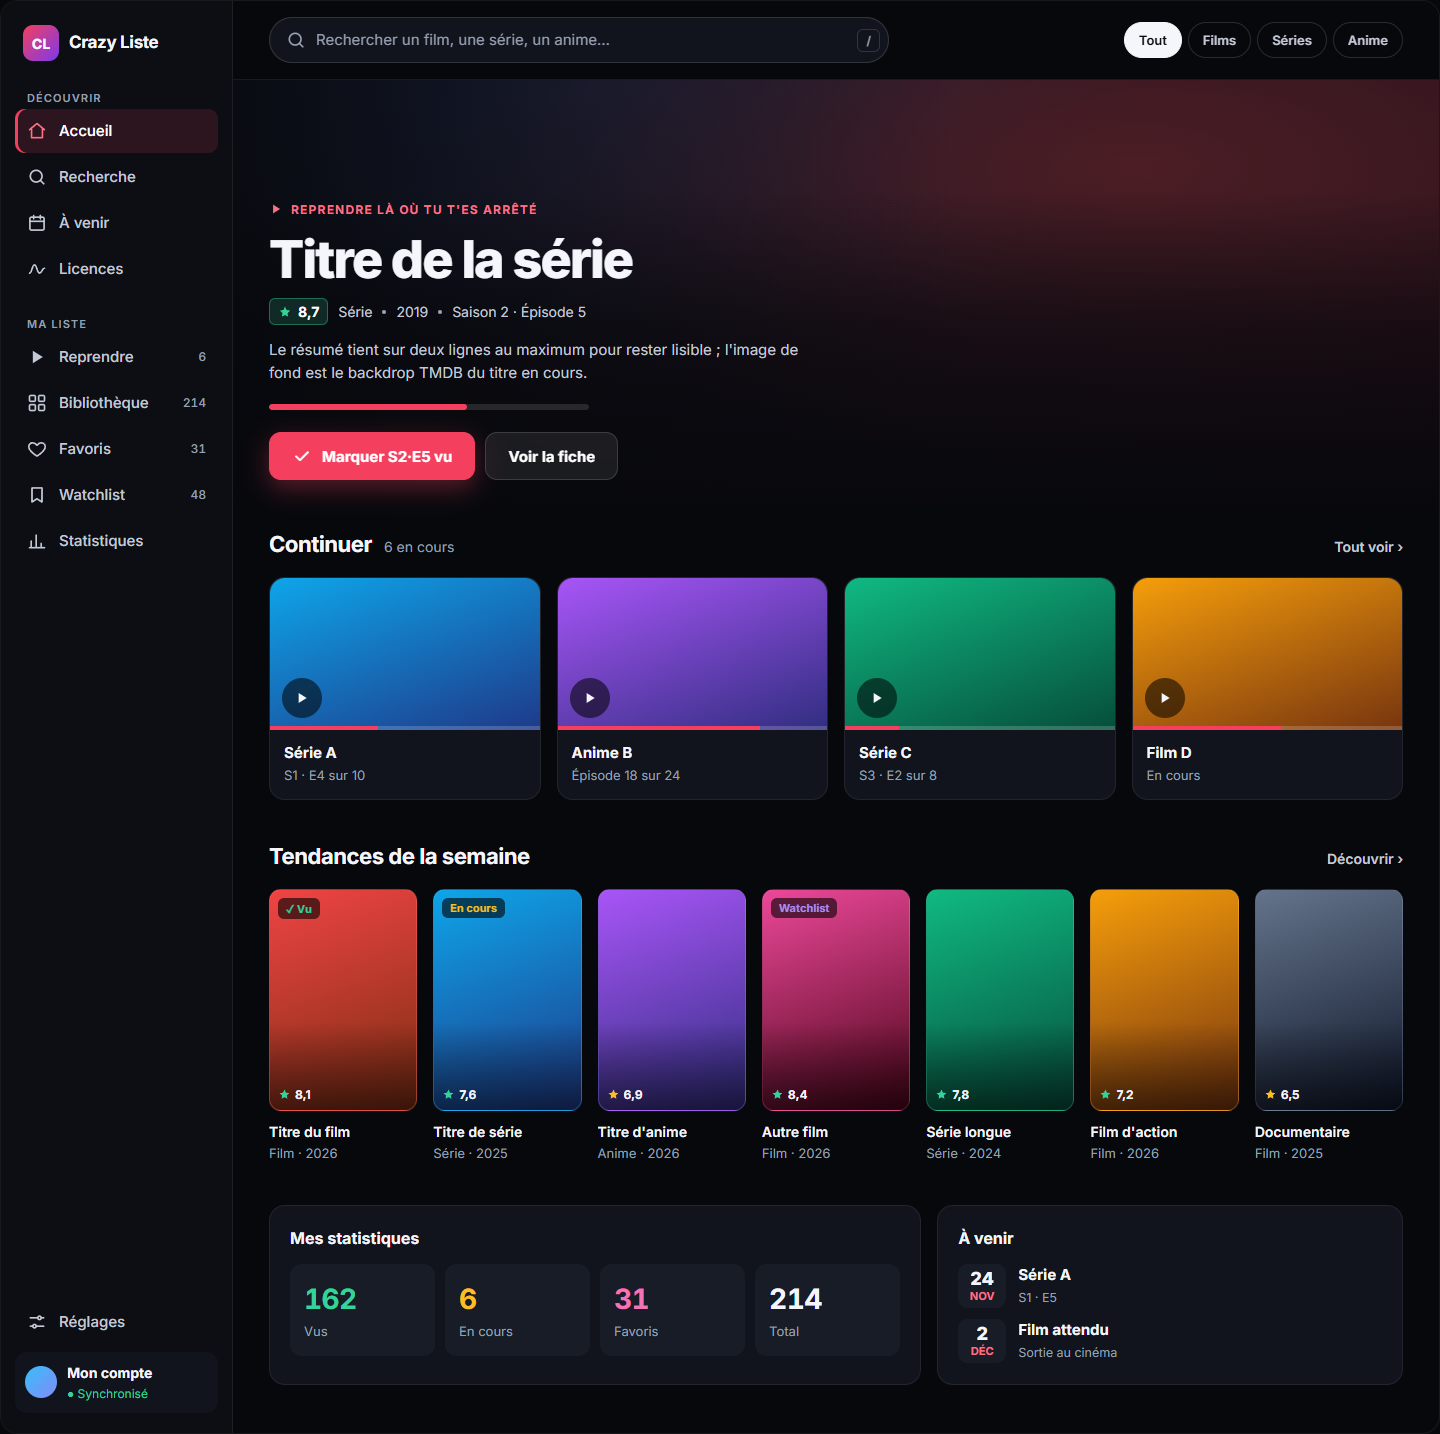 CL Crazy Liste
DÉCOUVRIR
Accueil
Recherche
À venir
Licences
MA LISTE
Reprendre 6
Bibliothèque 214
Favoris 31
Watchlist 48
Statistiques
Réglages
Mon compte
● Synchronisé
Rechercher un film, une série, un anime... /
Tout Films Séries Anime
REPRENDRE LÀ OÙ TU T'ES ARRÊTÉ
Titre de la série
★ 8,7 Série • 2019 • Saison 2 · Épisode 5
Le résumé tient sur deux lignes au maximum pour rester lisible ; l'image de
fond est le backdrop TMDB du titre en cours.
Marquer S2·E5 vu Voir la fiche
Continuer 6 en cours Tout voir ›
Série A
S1 · E4 sur 10
Anime B
Épisode 18 sur 24
Série C
S3 · E2 sur 8
Film D
En cours
Tendances de la semaine Découvrir ›
✓ Vu
★ 8,1
Titre du film
Film · 2026
En cours
★ 7,6
Titre de série
Série · 2025
★ 6,9
Titre d'anime
Anime · 2026
Watchlist
★ 8,4
Autre film
Film · 2026
★ 7,8
Série longue
Série · 2024
★ 7,2
Film d'action
Film · 2026
★ 6,5
Documentaire
Film · 2025
Mes statistiques
162
Vus
6
En cours
31
Favoris
214
Total
À venir
24
NOV
Série A
S1 · E5
2
DÉC
Film attendu
Sortie au cinéma